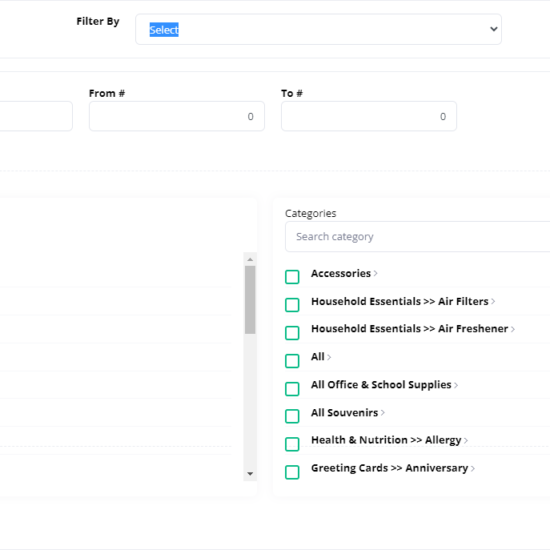 Filter By
Select
From #
To #
0
0
Categories
Search category
Accessories >
Household Essentials >> Air Filters >
Household Essentials >> Air Freshener >
All >
All Office & School Supplies >
All Souvenirs >
Health & Nutrition >> Allergy >
Greeting Cards >> Anniversary >